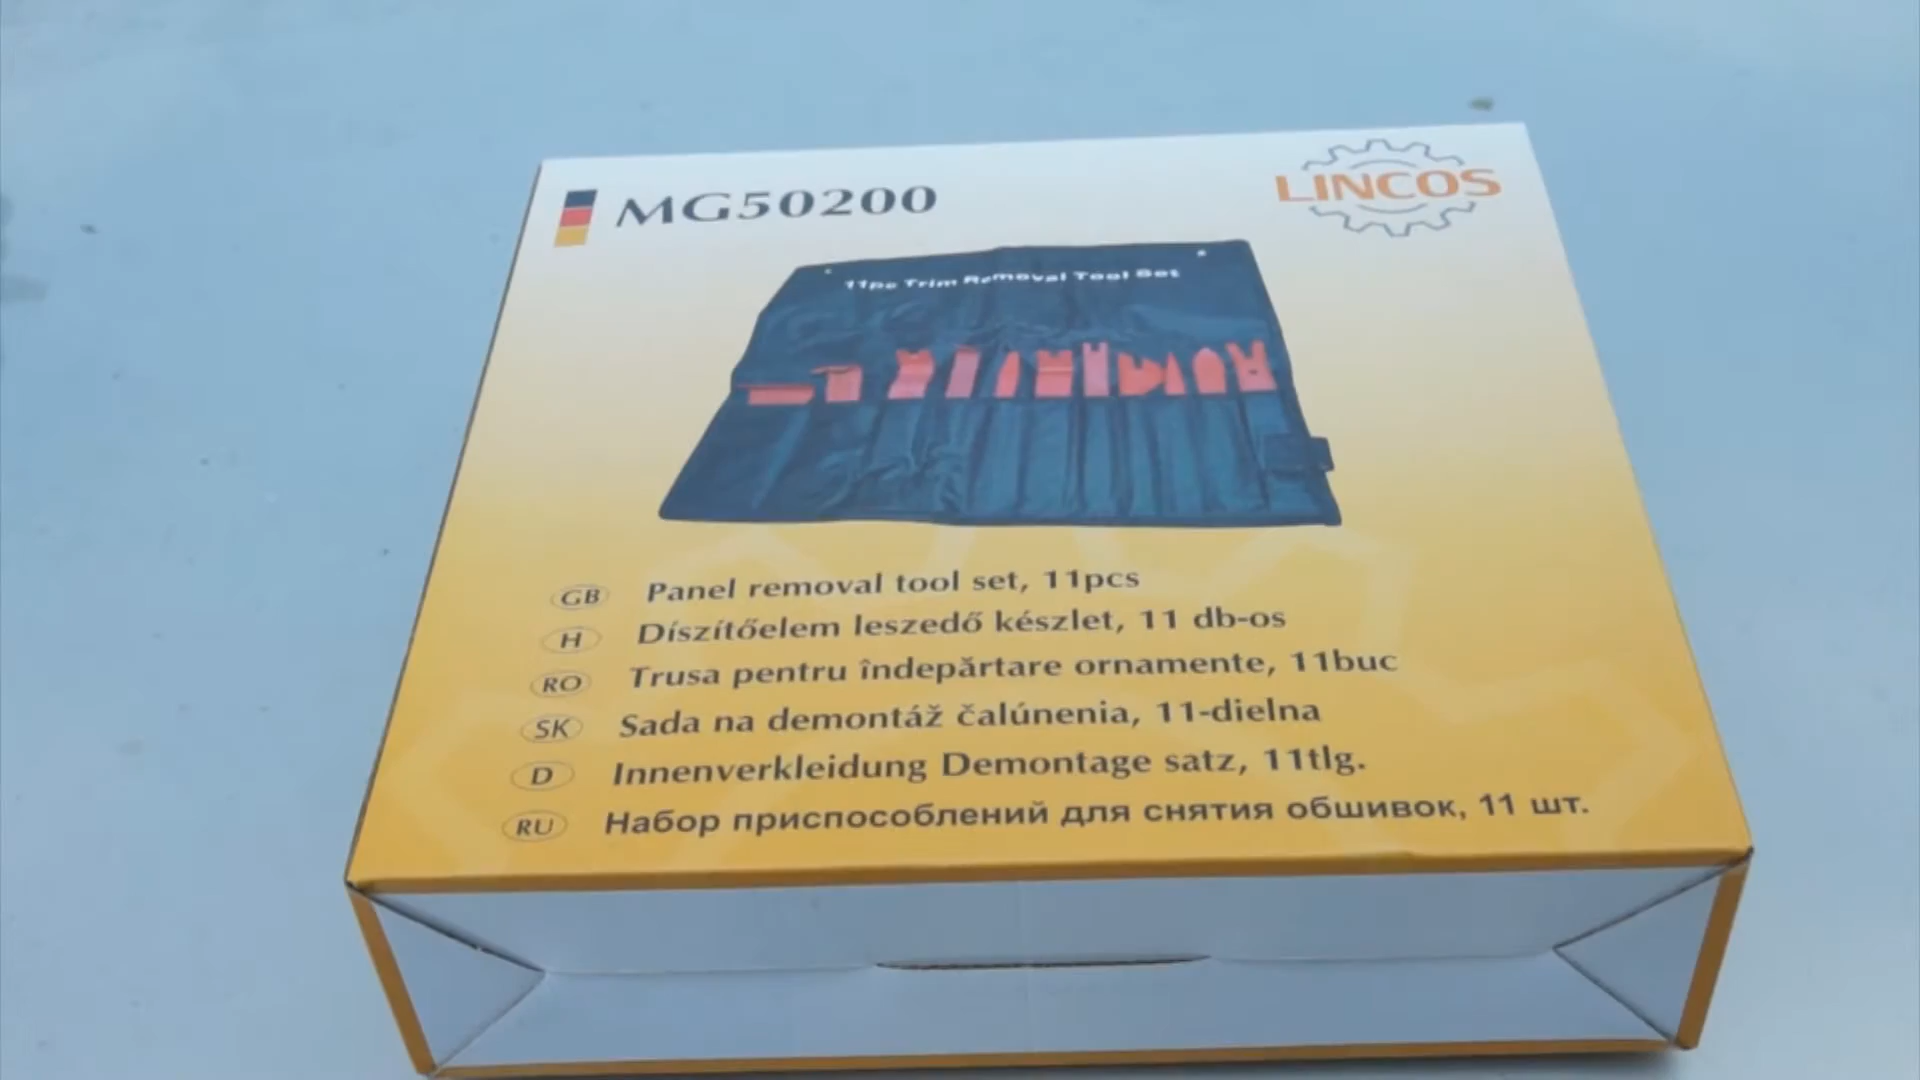 MG50200
LINCOS
11pc Trim Removal Tool Set
GB Panel removal tool set, 11pcs
H Díszítőelem leszedő készlet, 11 db-os
RO Trusa pentru îndepărtare ornamente, 11buc
SK Sada na demontáž čalúnenia, 11-dielna
D Innenverkleidung Demontage satz, 11tlg.
RU Набор приспособлений для снятия обшивок, 11 шт.